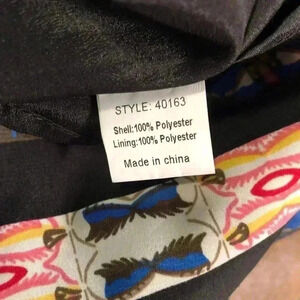 STYLE: 40163
Shell:100% Polyester
Lining:100% Polyester
Made in china